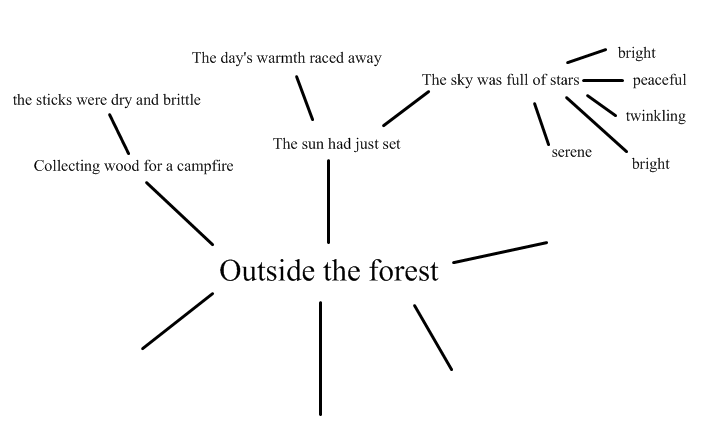 bright
The day's warmth raced away
The sky was full of stars
peaceful
the sticks were dry and brittle
twinkling
The sun had just set
serene
bright
Collecting wood for a campfire
Outside the forest